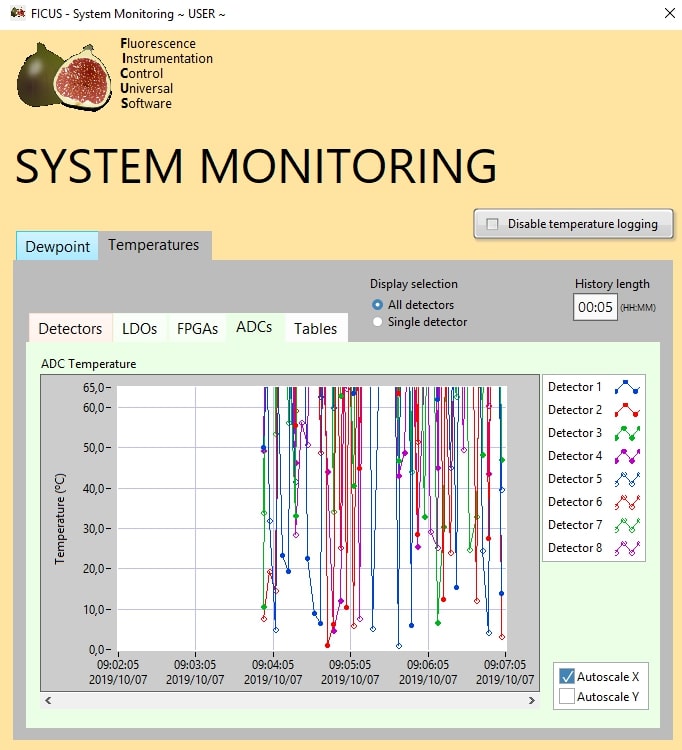 FICUS - System Monitoring ~ USER ~
Fluorescence
Instrumentation
Control
Universal
Software
SYSTEM MONITORING
Disable temperature logging
Dewpoint
Temperatures
Display selection
All detectors
Single detector
History length
00:05 (HH:MM)
Detectors
LDOs
FPGAs
ADCs
Tables
ADC Temperature
Temperature (ºC)
65,0
60,0
50,0
40,0
30,0
20,0
10,0
0,0
09:02:05 09:03:05 09:04:05 09:05:05 09:06:05 09:07:05
2019/10/07 2019/10/07 2019/10/07 2019/10/07 2019/10/07 2019/10/07
Detector 1
Detector 2
Detector 3
Detector 4
Detector 5
Detector 6
Detector 7
Detector 8
Autoscale X
Autoscale Y